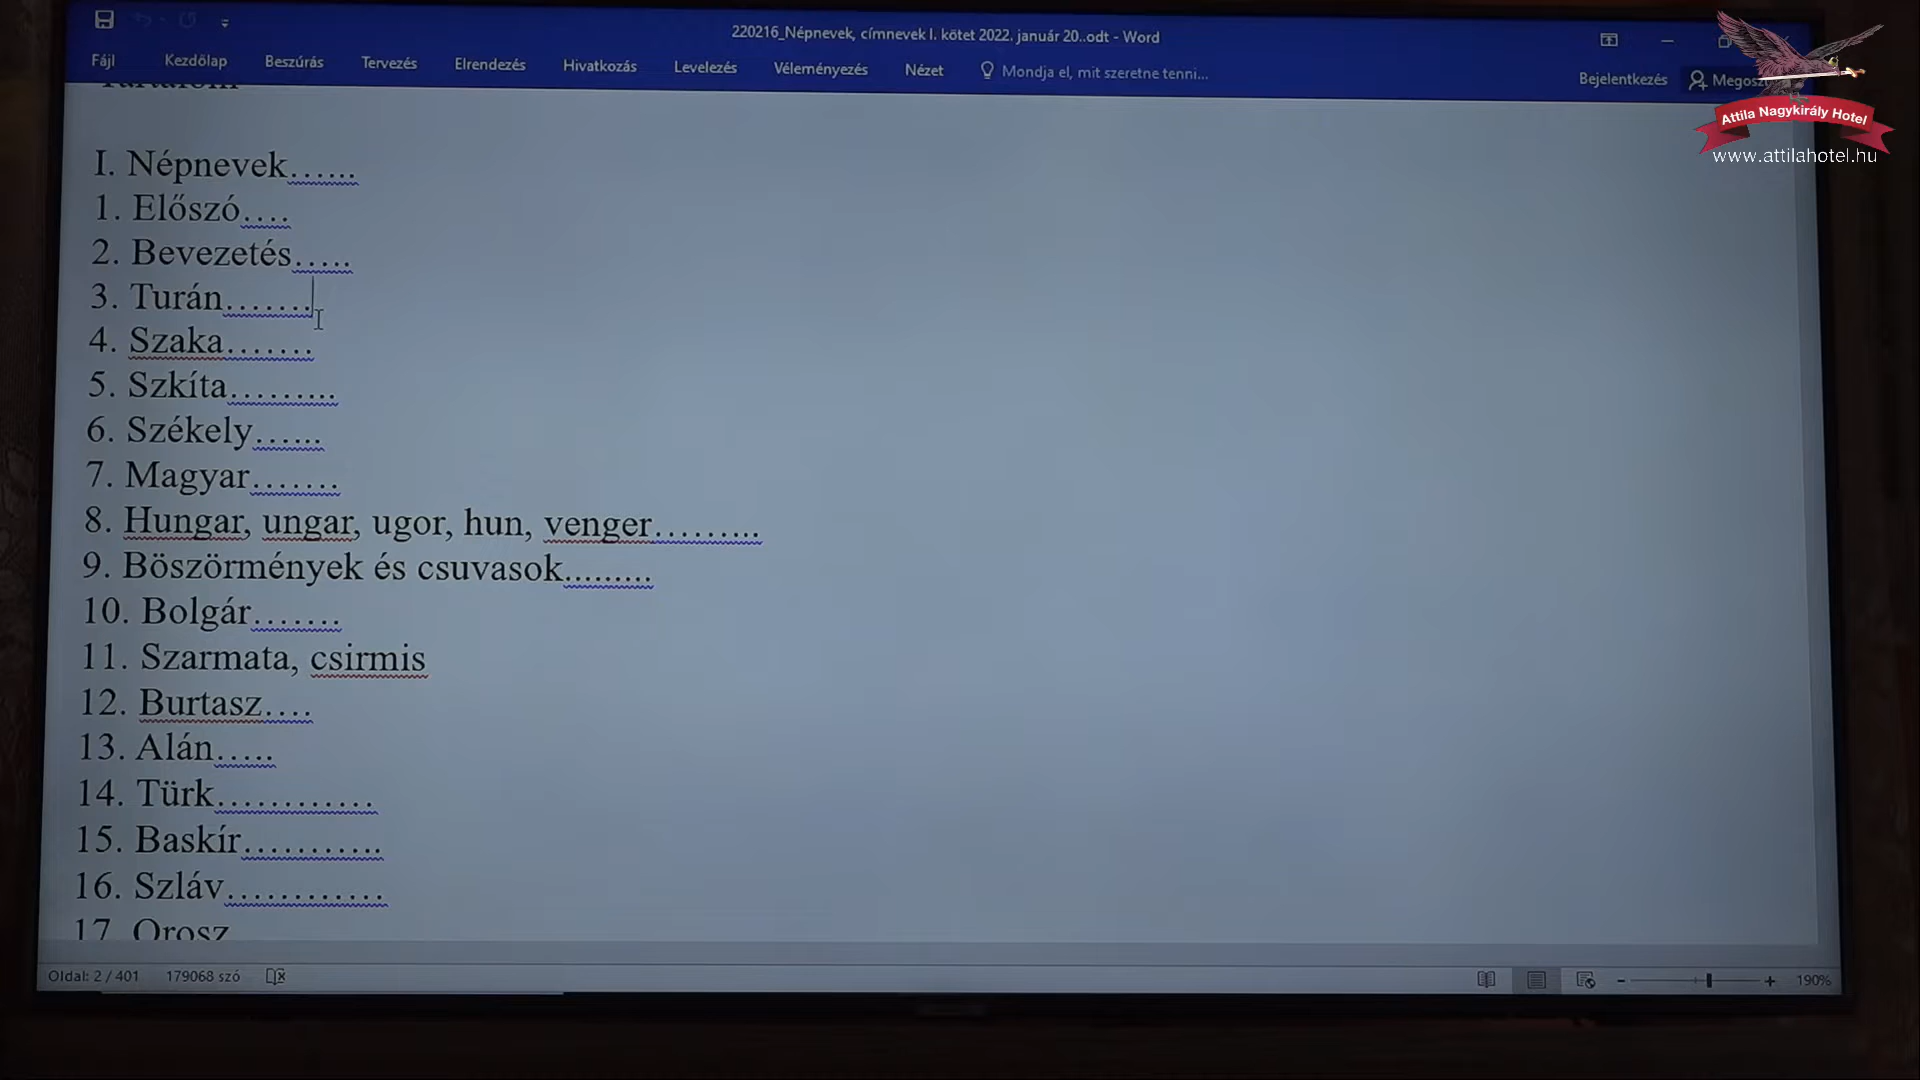 220216_Népnevek, címnevek I. kötet 2022. január 20..odt - Word
Fájl Kezdőlap Beszúrás Tervezés Elrendezés Hivatkozás Levelezés Véleményezés Nézet Mondja el, mit szeretne tenni... Bejelentkezés
Attila Nagykirály Hotel
www.attilahotel.hu
Tartalom
I. Népnevek……
1. Előszó….
2. Bevezetés…..
3. Turán…….
4. Szaka…….
5. Szkíta………
6. Székely……
7. Magyar…….
8. Hungar, ungar, ugor, hun, venger………
9. Böszörmények és csuvasok.........
10. Bolgár…….
11. Szarmata, csirmis
12. Burtasz….
13. Alán…..
14. Türk…………
15. Baskír………..
16. Szláv…………
17. Orosz
Oldal: 2 / 401 179068 szó 190%